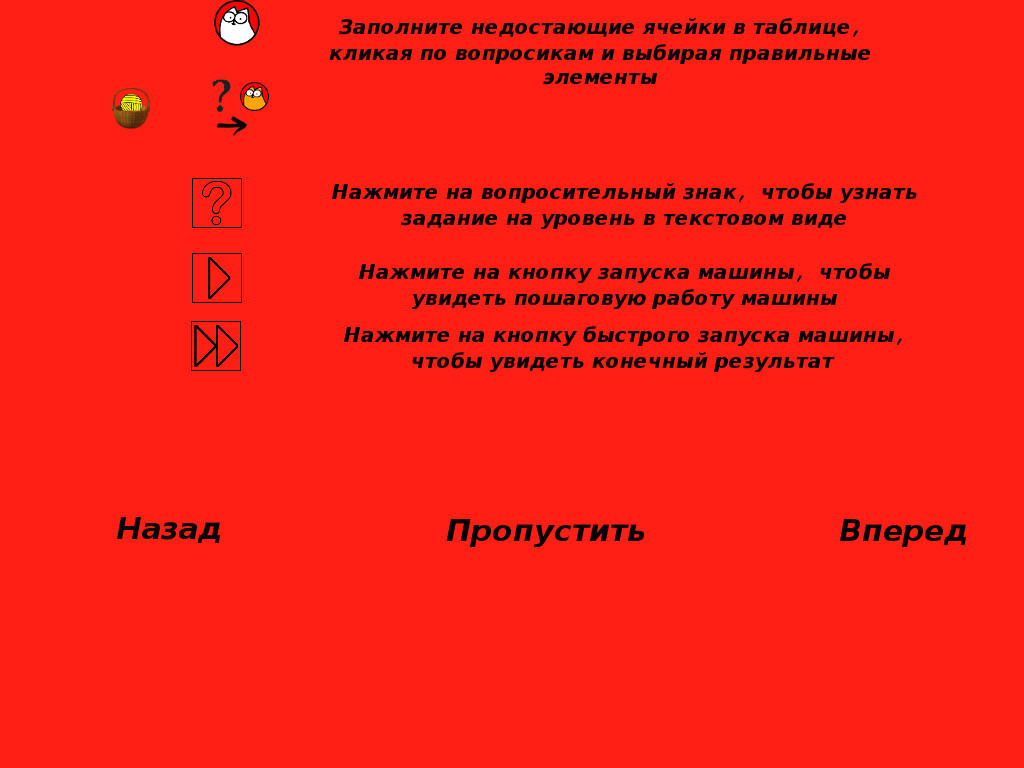 Заполните недостающие ячейки в таблице,
кликая по вопросикам и выбирая правильные
элементы
?
?
Нажмите на вопросительный знак, чтобы узнать
задание на уровень в текстовом виде
Нажмите на кнопку запуска машины, чтобы
увидеть пошаговую работу машины
Нажмите на кнопку быстрого запуска машины,
чтобы увидеть конечный результат
Назад
Пропустить
Вперед